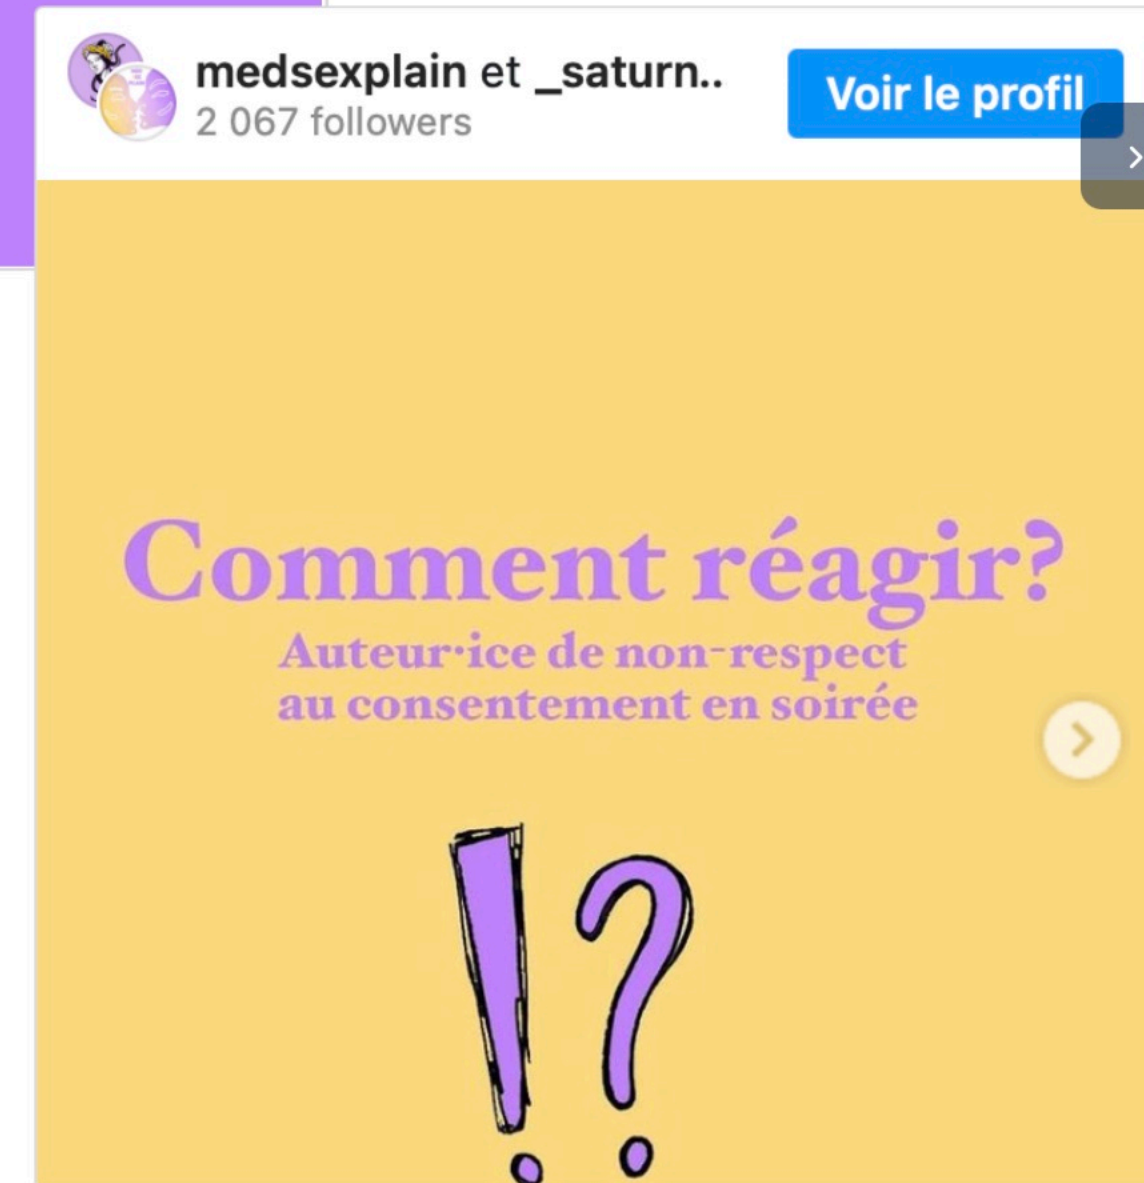 medsexplain et _saturn..
2 067 followers
Voir le profil
Comment réagir?
Auteur·ice de non-respect
au consentement en soirée
!?